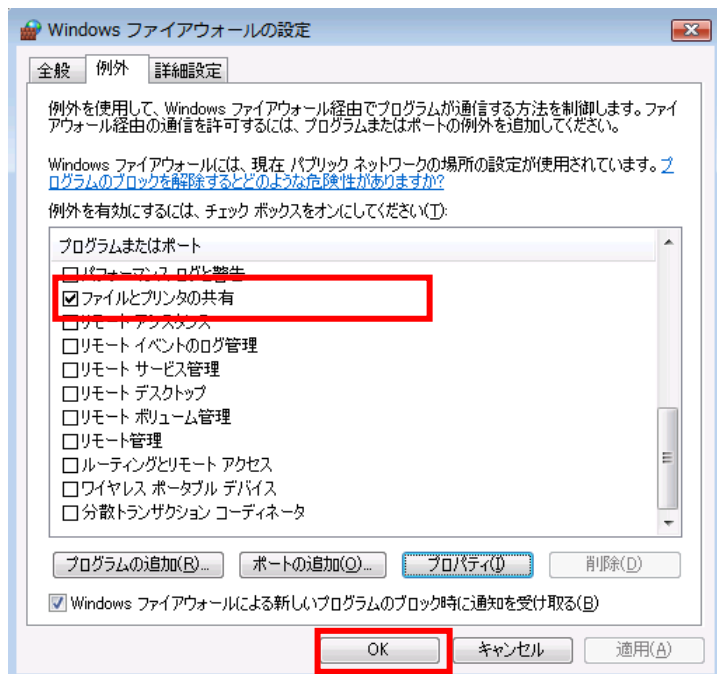 Windows ファイアウォールの設定
全般 例外 詳細設定
例外を使用して、Windows ファイアウォール経由でプログラムが通信する方法を制御します。ファイ
アウォール経由の通信を許可するには、プログラムまたはポートの例外を追加してください。
Windows ファイアウォールには、現在 パブリック ネットワークの場所の設定が使用されています。プ
ログラムのブロックを解除するとどのような危険性がありますか?
例外を有効にするには、チェック ボックスをオンにしてください(T):
プログラムまたはポート
パフォーマンス ログと警告
ファイルとプリンタの共有
リモート アシスタンス
リモート イベントのログ管理
リモート サービス管理
リモート デスクトップ
リモート ボリューム管理
リモート管理
ルーティングとリモート アクセス
ワイヤレス ポータブル デバイス
分散トランザクション コーディネータ
プログラムの追加(R)... ポートの追加(O)... プロパティ(I) 削除(D)
Windows ファイアウォールによる新しいプログラムのブロック時に通知を受け取る(B)
OK キャンセル 適用(A)